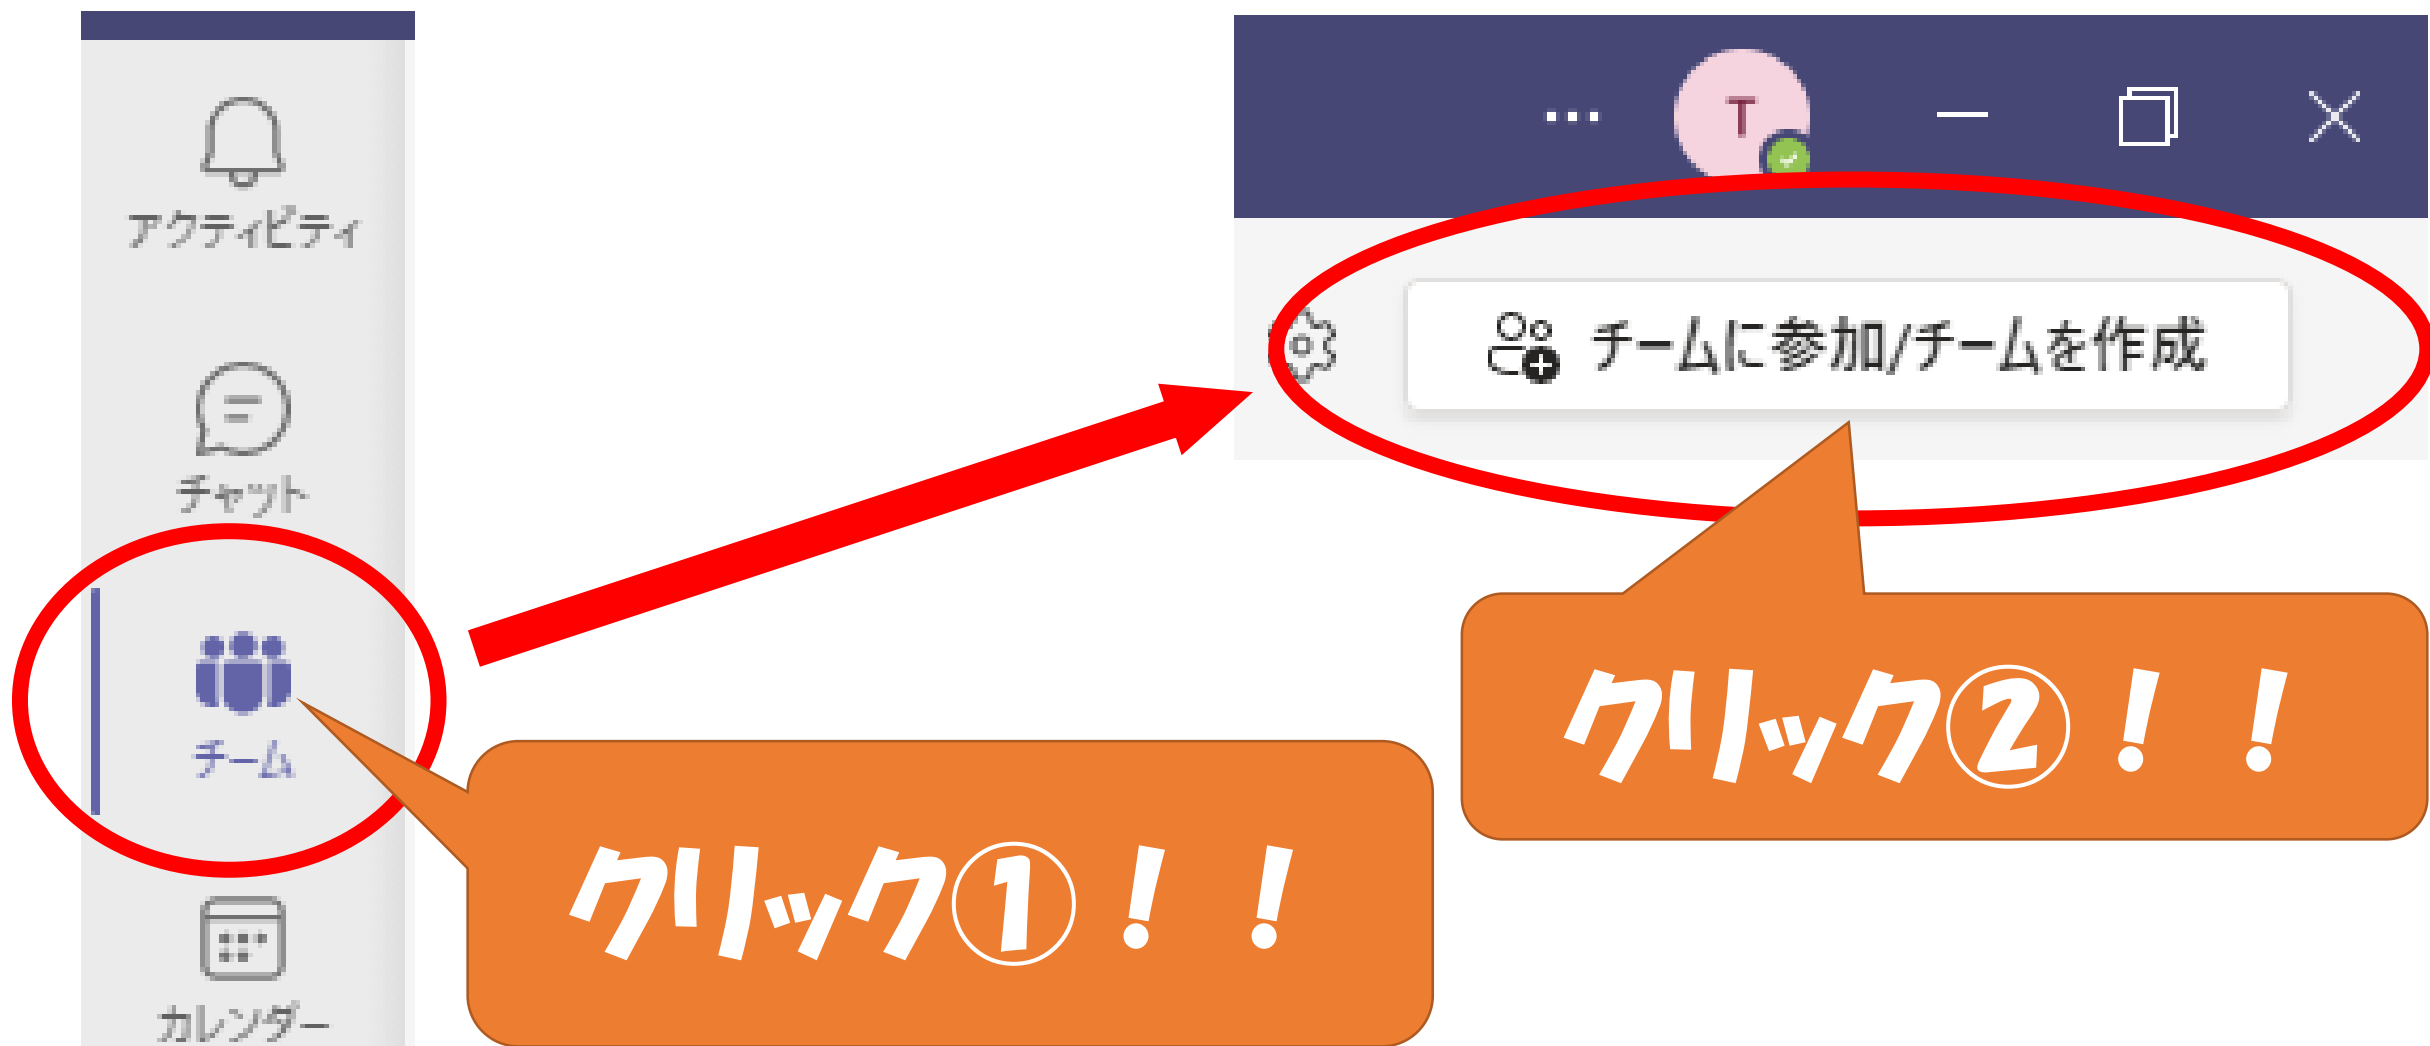 アクティビティ
チャット
チーム
カレンダー
クリック①！！
T
チームに参加/チームを作成
クリック②！！